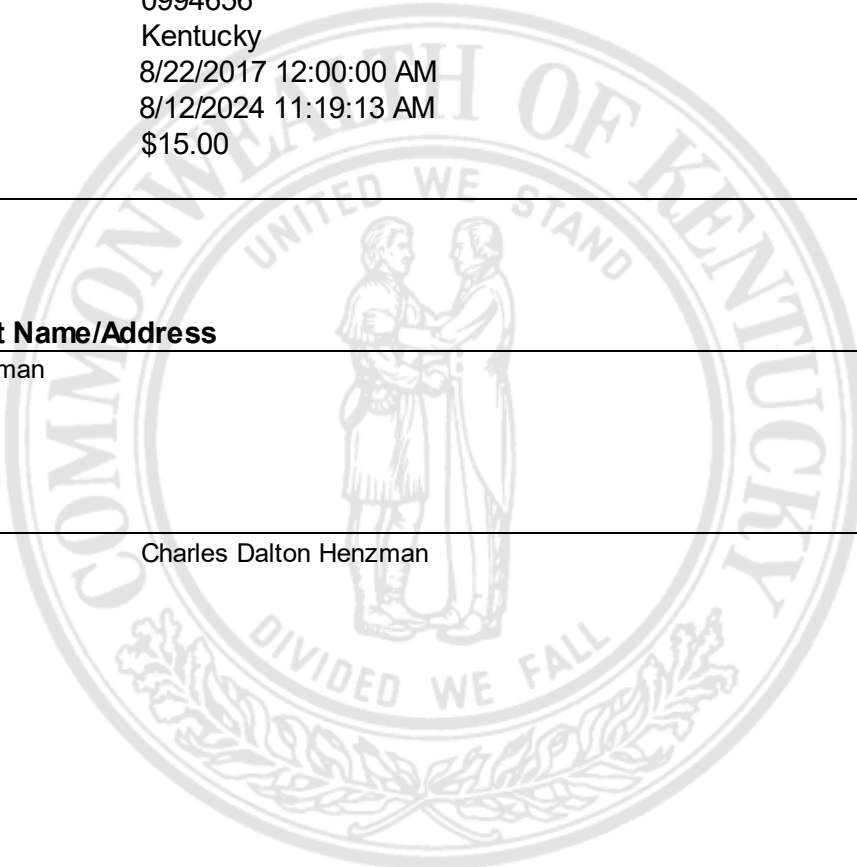 0994656
Kentucky
8/22/2017 12:00:00 AM
8/12/2024 11:19:13 AM
$15.00
COMMONWEALTH OF KENTUCKY
UNITED WE STAND
t Name/Address
man
Charles Dalton Henzman
DIVIDED WE FALL